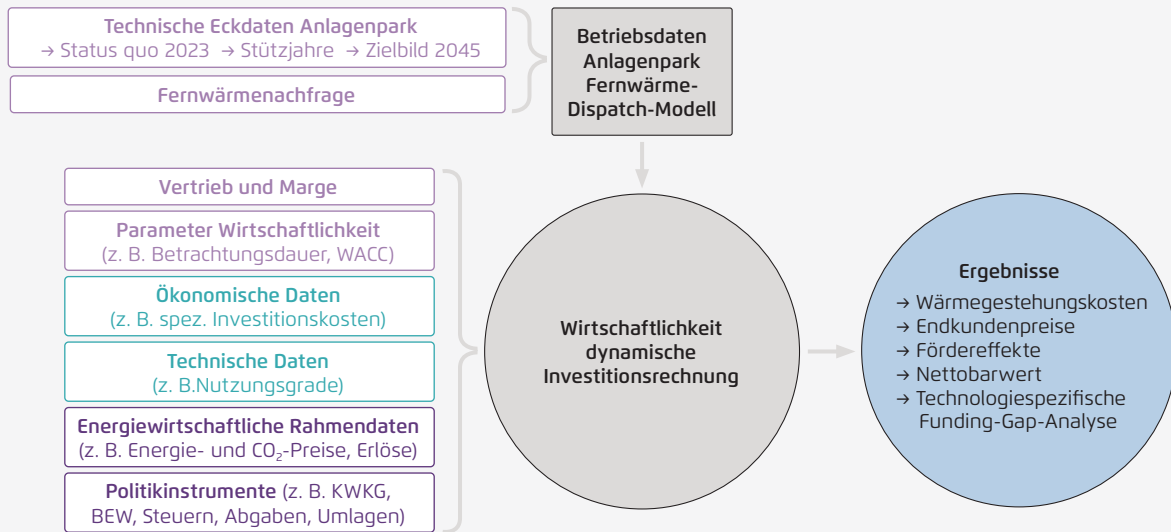 Technische Eckdaten Anlagenpark
→ Status quo 2023 → Stützjahre → Zielbild 2045
Fernwärmenachfrage
Betriebsdaten
Anlagenpark
Fernwärme-
Dispatch-Modell
Vertrieb und Marge
Parameter Wirtschaftlichkeit
(z. B. Betrachtungsdauer, WACC)
Ökonomische Daten
(z. B. spez. Investitionskosten)
Technische Daten
(z. B.Nutzungsgrade)
Energiewirtschaftliche Rahmendaten
(z. B. Energie- und CO₂-Preise, Erlöse)
Politikinstrumente (z. B. KWKG,
BEW, Steuern, Abgaben, Umlagen)
Wirtschaftlichkeit
dynamische
Investitionsrechnung
Ergebnisse
→ Wärmegestehungskosten
→ Endkundenpreise
→ Fördereffekte
→ Nettobarwert
→ Technologiespezifische
Funding-Gap-Analyse